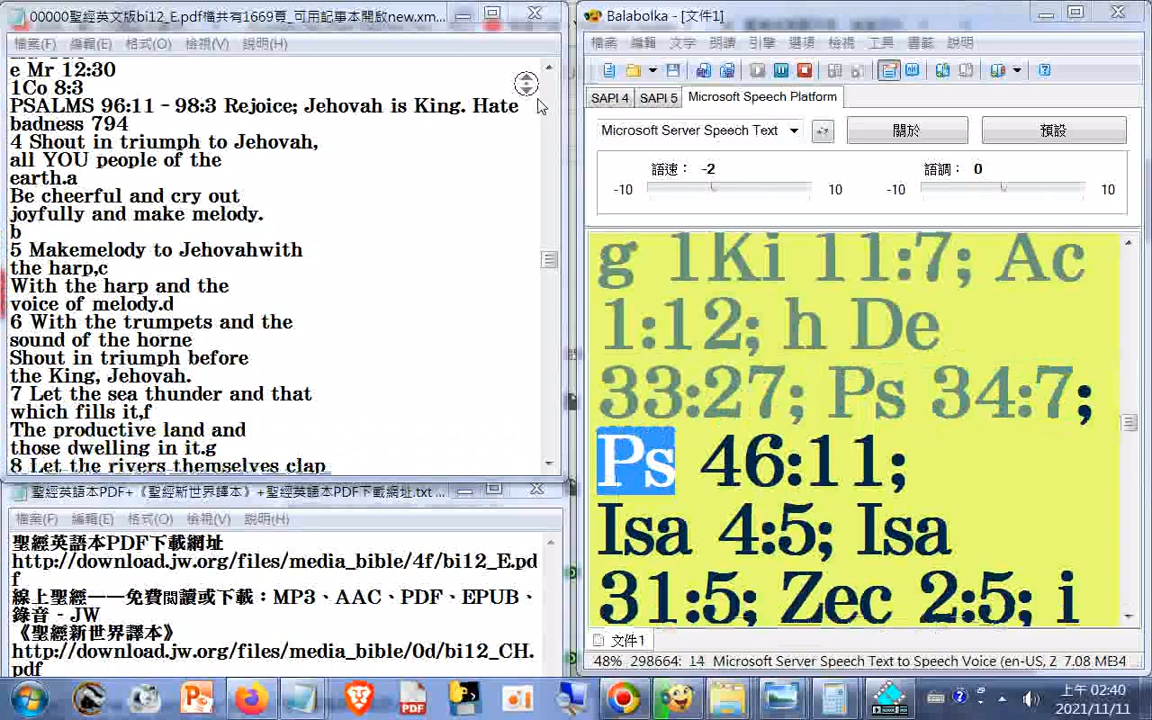 00000聖經英文版bi12_E.pdf檔共有1669頁_可用記事本開啟new.xm...
檔案(F) 編輯(E) 格式(O) 檢視(V) 說明(H)
e Mr 12:30
1Co 8:3
PSALMS 96:11 - 98:3 Rejoice; Jehovah is King. Hate
badness 794
4 Shout in triumph to Jehovah,
all YOU people of the
earth.a
Be cheerful and cry out
joyfully and make melody.
b
5 Makemelody to Jehovahwith
the harp,c
With the harp and the
voice of melody.d
6 With the trumpets and the
sound of the horne
Shout in triumph before
the King, Jehovah.
7 Let the sea thunder and that
which fills it,f
The productive land and
those dwelling in it.g
8 Let the rivers themselves clap
聖經英語本PDF+《聖經新世界譯本》+聖經英語本PDF下載網址.txt ...
檔案(F) 編輯(E) 格式(O) 檢視(V) 說明(H)
聖經英語本PDF下載網址
http://download.jw.org/files/media_bible/4f/bi12_E.pd
f
線上聖經——免費閱讀或下載：MP3、AAC、PDF、EPUB、
錄音 - JW
《聖經新世界譯本》
http://download.jw.org/files/media_bible/0d/bi12_CH.
pdf
Balabolka - [文件1]
檔案 編輯 文字 朗讀 引擎 選項 檢視 工具 書籤 說明
SAPI 4 SAPI 5 Microsoft Speech Platform
Microsoft Server Speech Text 關於 預設
語速： -2 語調： 0
-10 10 -10 10
g 1Ki 11:7; Ac
1:12; h De
33:27; Ps 34:7;
Ps 46:11;
Isa 4:5; Isa
31:5; Zec 2:5; i
文件1
48% 298664: 14 Microsoft Server Speech Text to Speech Voice (en-US, Z 7.08 MB
上午 02:40
2021/11/11